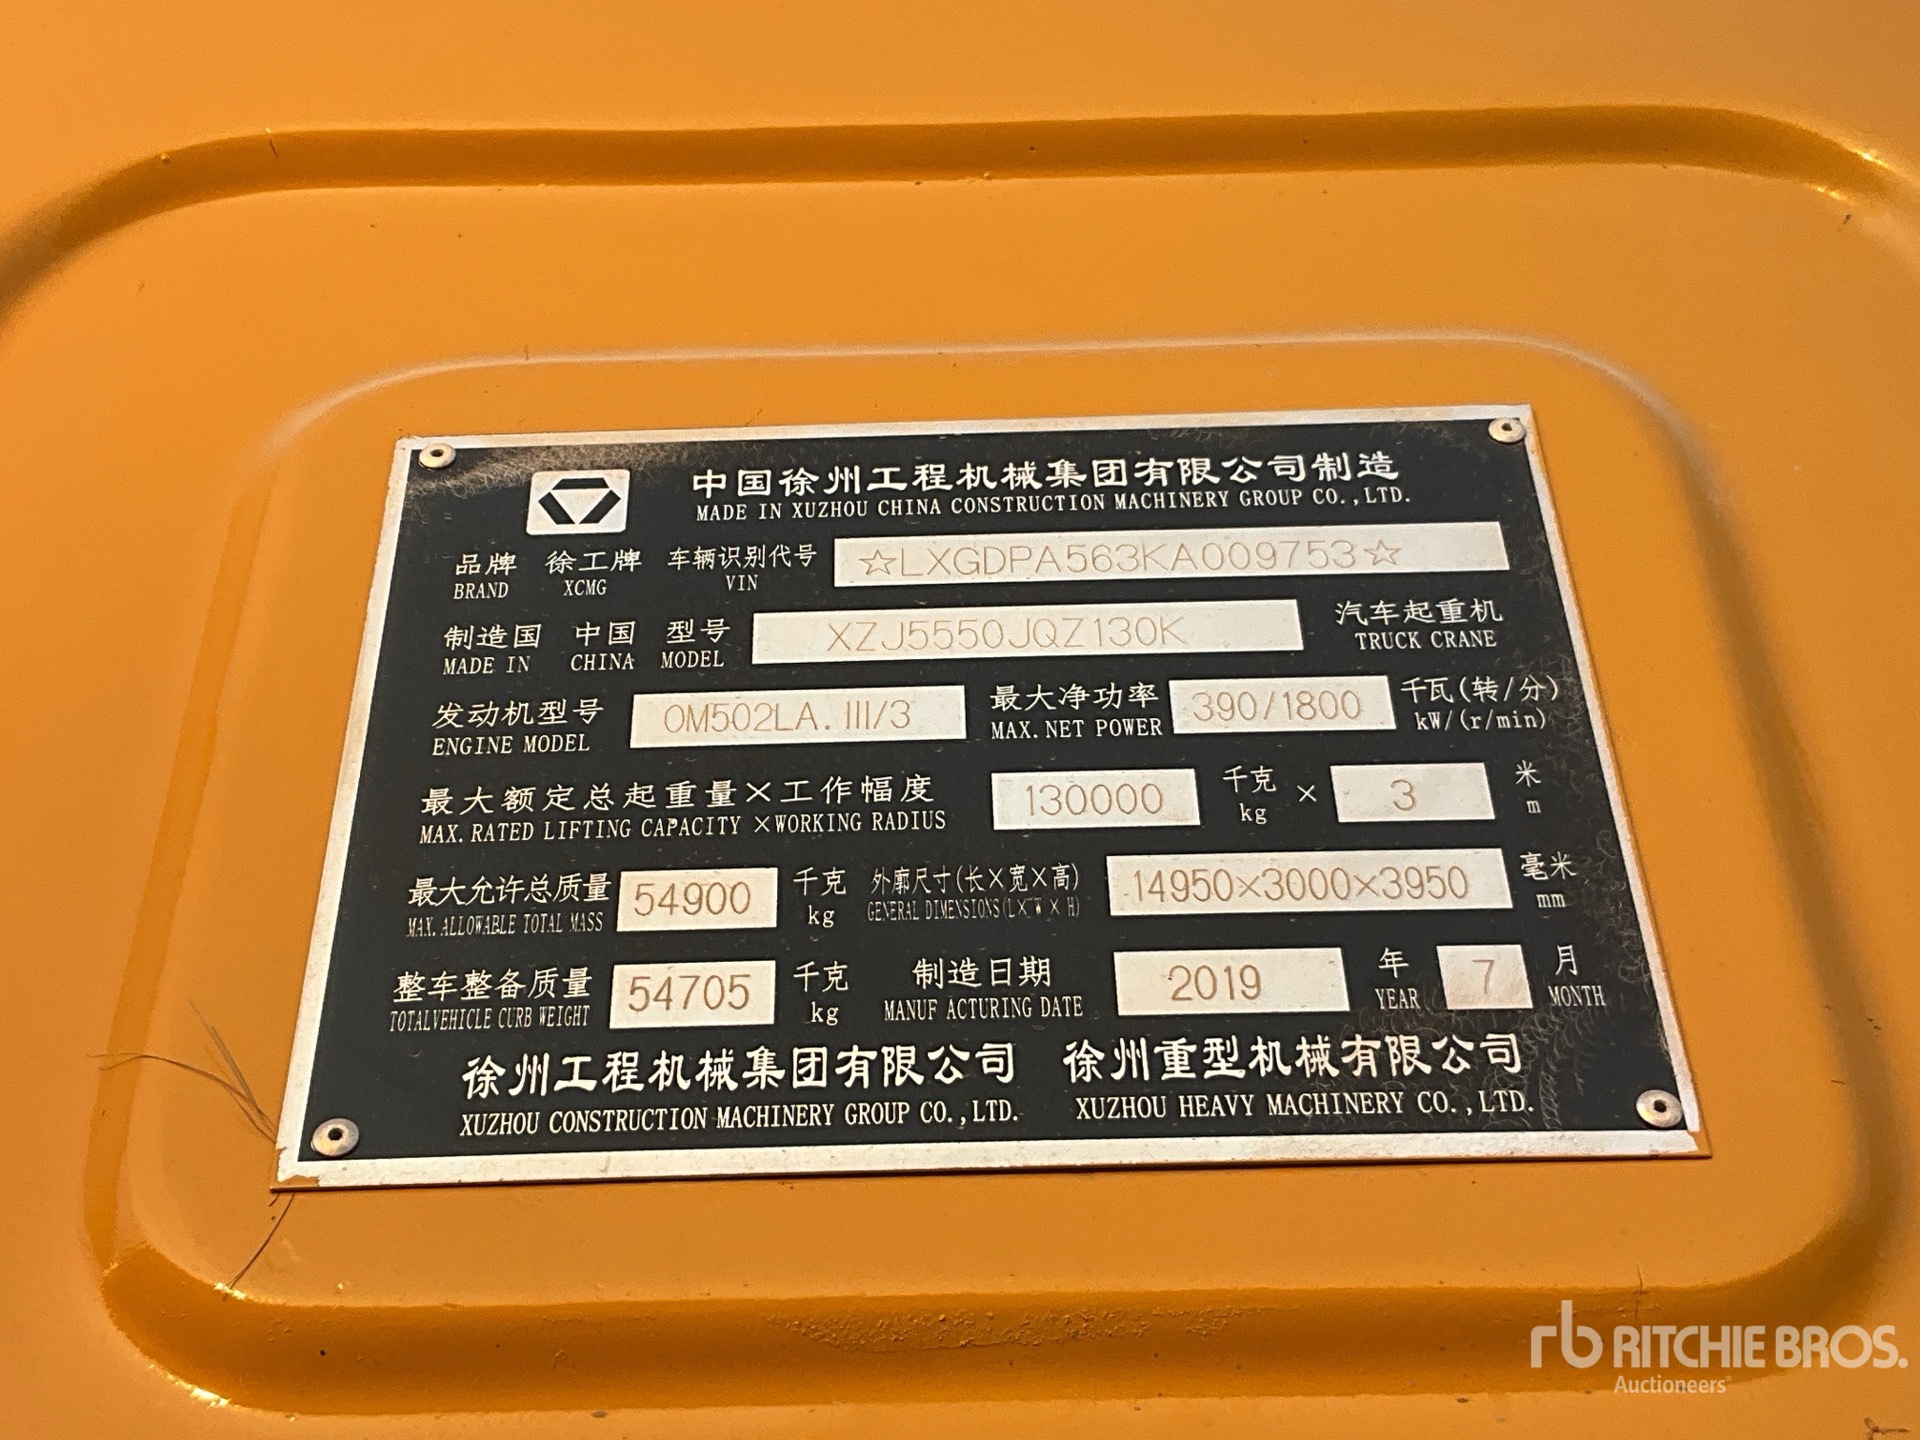 中国徐州工程机械集团有限公司制造
MADE IN XUZHOU CHINA CONSTRUCTION MACHINERY GROUP CO.,LTD.
品牌 徐工牌 车辆识别代号 ☆LXGDPA563KA009753☆
BRAND XCMG VIN
制造国 中国 型号 XZJ5550JQZ130K 汽车起重机
MADE IN CHINA MODEL TRUCK CRANE
发动机型号 OM502LA.III/3 最大净功率 390/1800 千瓦(转/分)
ENGINE MODEL MAX.NET POWER kW/(r/min)
最大额定总起重量×工作幅度 130000 千克 × 3 米
MAX.RATED LIFTING CAPACITY ×WORKING RADIUS kg m
最大允许总质量 54900 千克 外廓尺寸(长×宽×高) 14950×3000×3950 毫米
MAX.ALLOWABLE TOTAL MASS kg GENERAL DIMENSIONS(L×W×H) mm
整车整备质量 54705 千克 制造日期 2019 年 7 月
TOTALVEHICLE CURB WEIGHT kg MANUF ACTURING DATE YEAR MONTH
徐州工程机械集团有限公司 徐州重型机械有限公司
XUZHOU CONSTRUCTION MACHINERY GROUP CO.,LTD. XUZHOU HEAVY MACHINERY CO.,LTD.
rb RITCHIE BROS.
Auctioneers